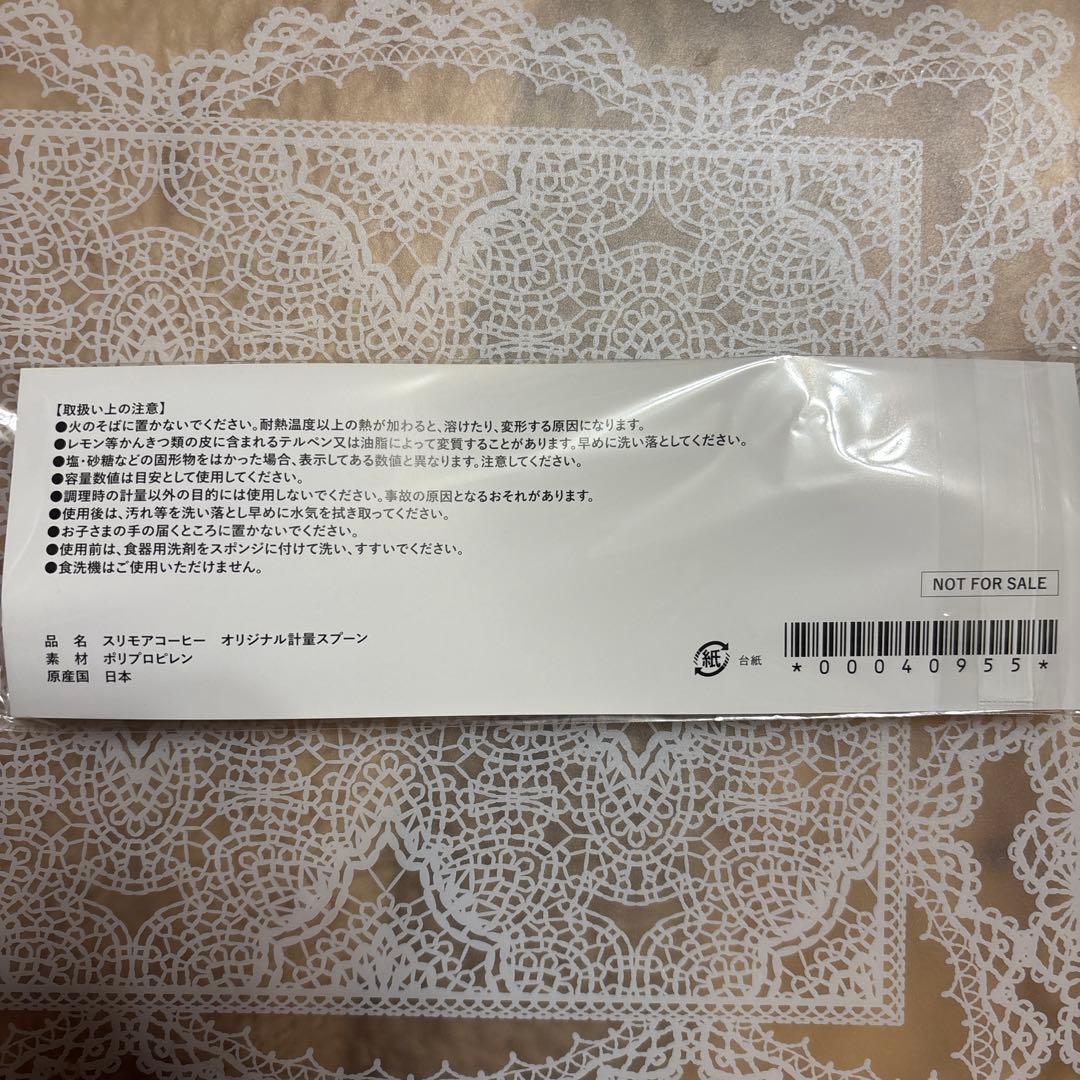 【取扱い上の注意】
●火のそばに置かないでください。耐熱温度以上の熱が加わると、溶けたり、変形する原因になります。
●レモン等かんきつ類の皮に含まれるテルペン又は油脂によって変質することがあります。早めに洗い落としてください。
●塩・砂糖などの固形物をはかった場合、表示してある数値と異なります。注意してください。
●容量数値は目安として使用してください。
●調理時の計量以外の目的には使用しないでください。事故の原因となるおそれがあります。
●使用後は、汚れ等を洗い落とし早めに水気を拭き取ってください。
●お子さまの手の届くところに置かないでください。
●使用前は、食器用洗剤をスポンジに付けて洗い、すすいでください。
●食洗機はご使用いただけません。
NOT FOR SALE
品 名 スリモアコーヒー オリジナル計量スプーン
素 材 ポリプロピレン
原産国 日本
紙 台紙
*00040955*